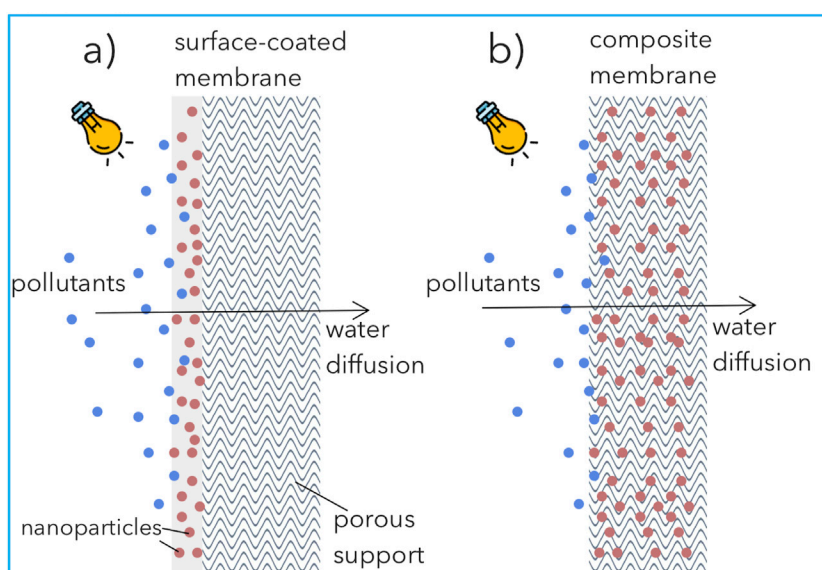 a)
surface-coated
membrane
pollutants
water
diffusion
nanoparticles
porous
support
b)
composite
membrane
pollutants
water
diffusion